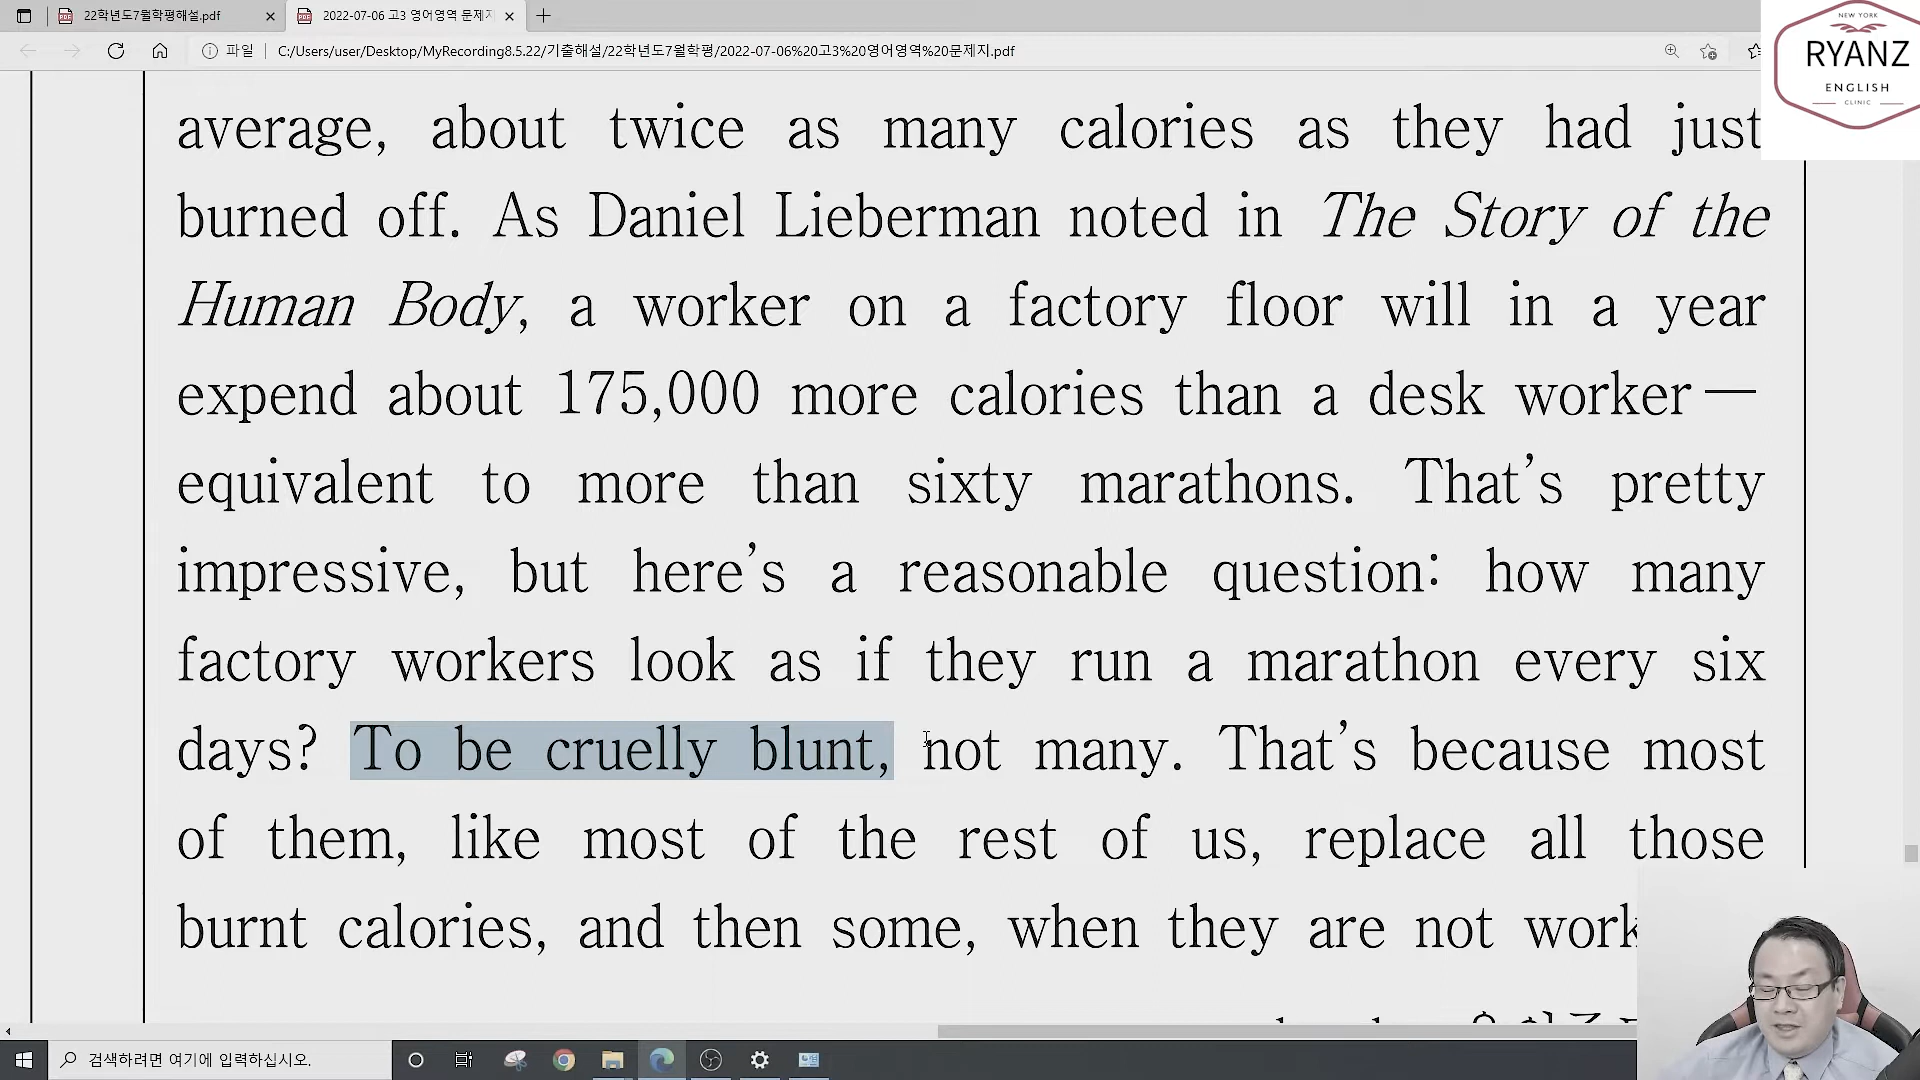 22학년도7월학평해설.pdf
2022-07-06 고3 영어영역 문제지
파일
C:/Users/user/Desktop/MyRecording8.5.22/기출해설/22학년도7월학평/2022-07-06%20고3%20영어영역%20문제지.pdf
NEW YORK
RYANZ
ENGLISH
CLINIC
average, about twice as many calories as they had just
burned off. As Daniel Lieberman noted in The Story of the
Human Body, a worker on a factory floor will in a year
expend about 175,000 more calories than a desk worker—
equivalent to more than sixty marathons. That's pretty
impressive, but here's a reasonable question: how many
factory workers look as if they run a marathon every six
days? To be cruelly blunt, not many. That's because most
of them, like most of the rest of us, replace all those
burnt calories, and then some, when they are not work
검색하려면 여기에 입력하십시오.